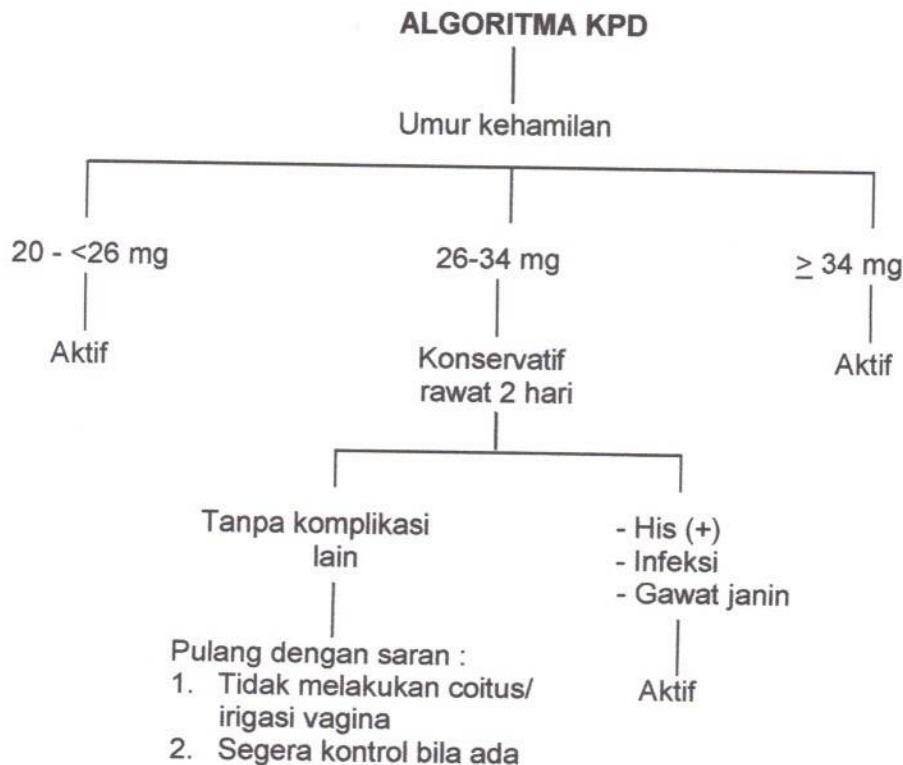 ALGORITMA KPD
Umur kehamilan
20 - <26 mg
26-34 mg
≥ 34 mg
Aktif
Konservatif
rawat 2 hari
Aktif
Tanpa komplikasi
lain
- His (+)
- Infeksi
- Gawat janin
Pulang dengan saran :
1. Tidak melakukan coitus/
irigasi vagina
2. Segera kontrol bila ada
Aktif